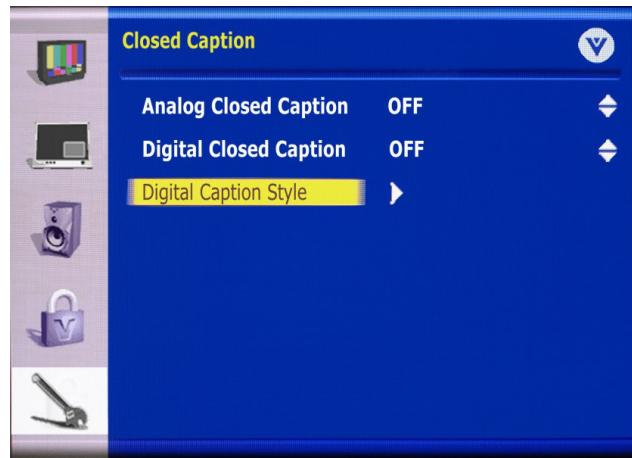 Closed Caption
Analog Closed Caption OFF
Digital Closed Caption OFF
Digital Caption Style